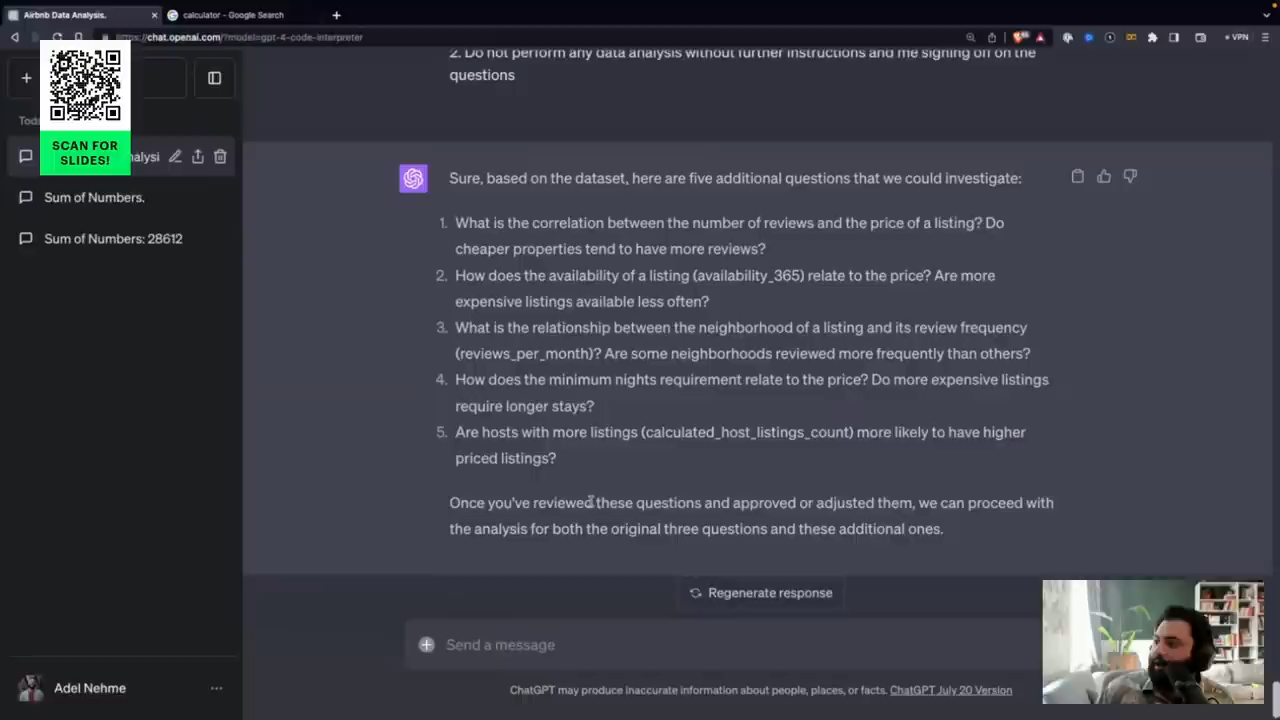 Airbnb Data Analysis.
calculator - Google Search
https://chat.openai.com/?model=gpt-4-code-interpreter
VPN
SCAN FOR
SLIDES!
Sum of Numbers.
Sum of Numbers: 28612
2. Do not perform any data analysis without further instructions and me signing off on the
questions
Sure, based on the dataset, here are five additional questions that we could investigate:
1. What is the correlation between the number of reviews and the price of a listing? Do
cheaper properties tend to have more reviews?
2. How does the availability of a listing (availability_365) relate to the price? Are more
expensive listings available less often?
3. What is the relationship between the neighborhood of a listing and its review frequency
(reviews_per_month)? Are some neighborhoods reviewed more frequently than others?
4. How does the minimum nights requirement relate to the price? Do more expensive listings
require longer stays?
5. Are hosts with more listings (calculated_host_listings_count) more likely to have higher
priced listings?
Once you've reviewed these questions and approved or adjusted them, we can proceed with
the analysis for both the original three questions and these additional ones.
Regenerate response
Send a message
Adel Nehme
ChatGPT may produce inaccurate information about people, places, or facts. ChatGPT July 20 Version